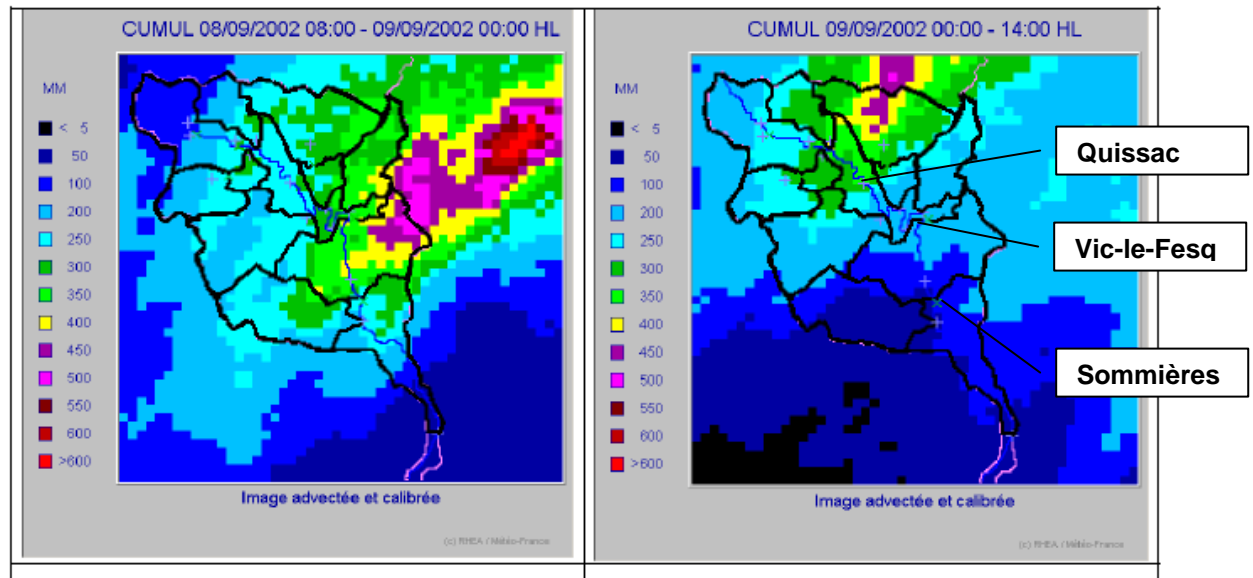 CUMUL 08/09/2002 08:00 - 09/09/2002 00:00 HL
MM
< 5
50
100
200
250
300
350
400
450
500
550
600
>600
Image advectée et calibrée
(c) RHEA / Météo-France
CUMUL 09/09/2002 00:00 - 14:00 HL
MM
< 5
50
100
200
250
300
350
400
450
500
550
600
>600
Quissac
Vic-le-Fesq
Sommières
Image advectée et calibrée
(c) RHEA / Météo-France